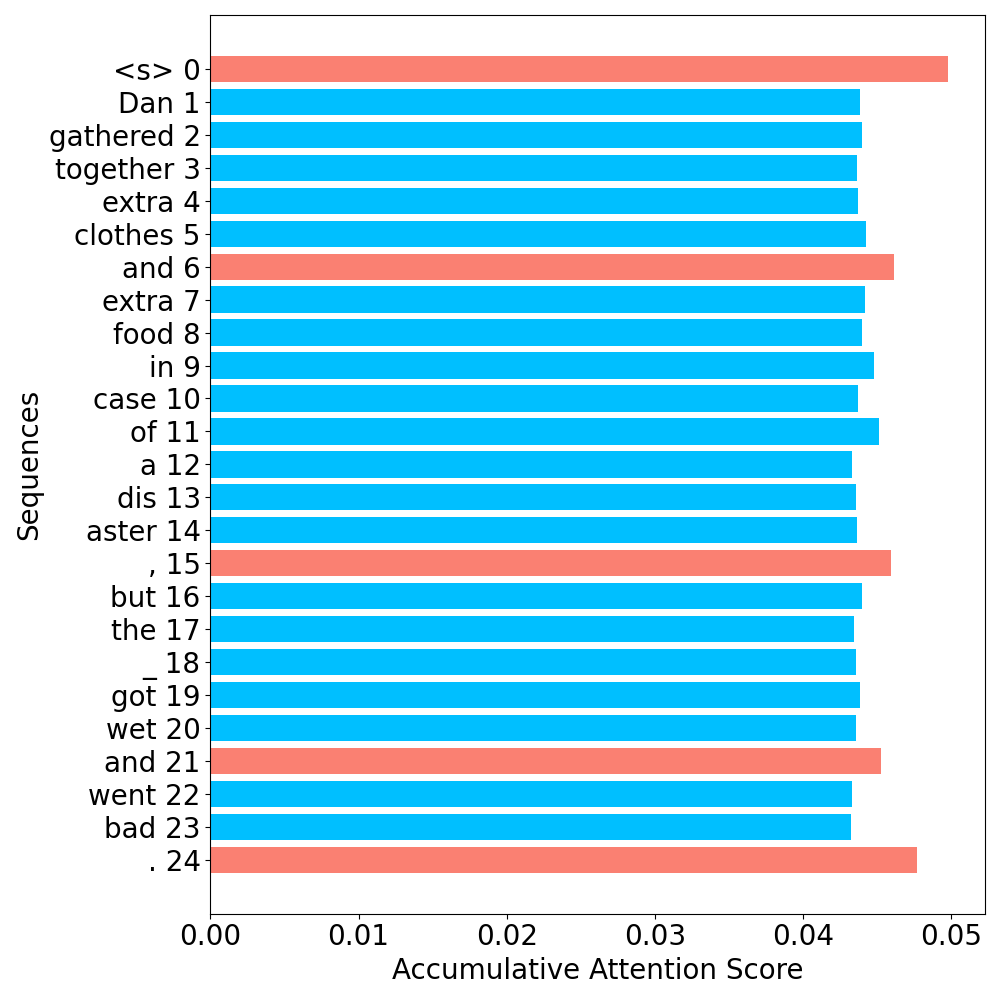 <s> 0
Dan 1
gathered 2
together 3
extra 4
clothes 5
and 6
extra 7
food 8
in 9
case 10
of 11
a 12
dis 13
aster 14
, 15
but 16
the 17
_ 18
got 19
wet 20
and 21
went 22
bad 23
. 24
Sequences
0.00 0.01 0.02 0.03 0.04 0.05
Accumulative Attention Score